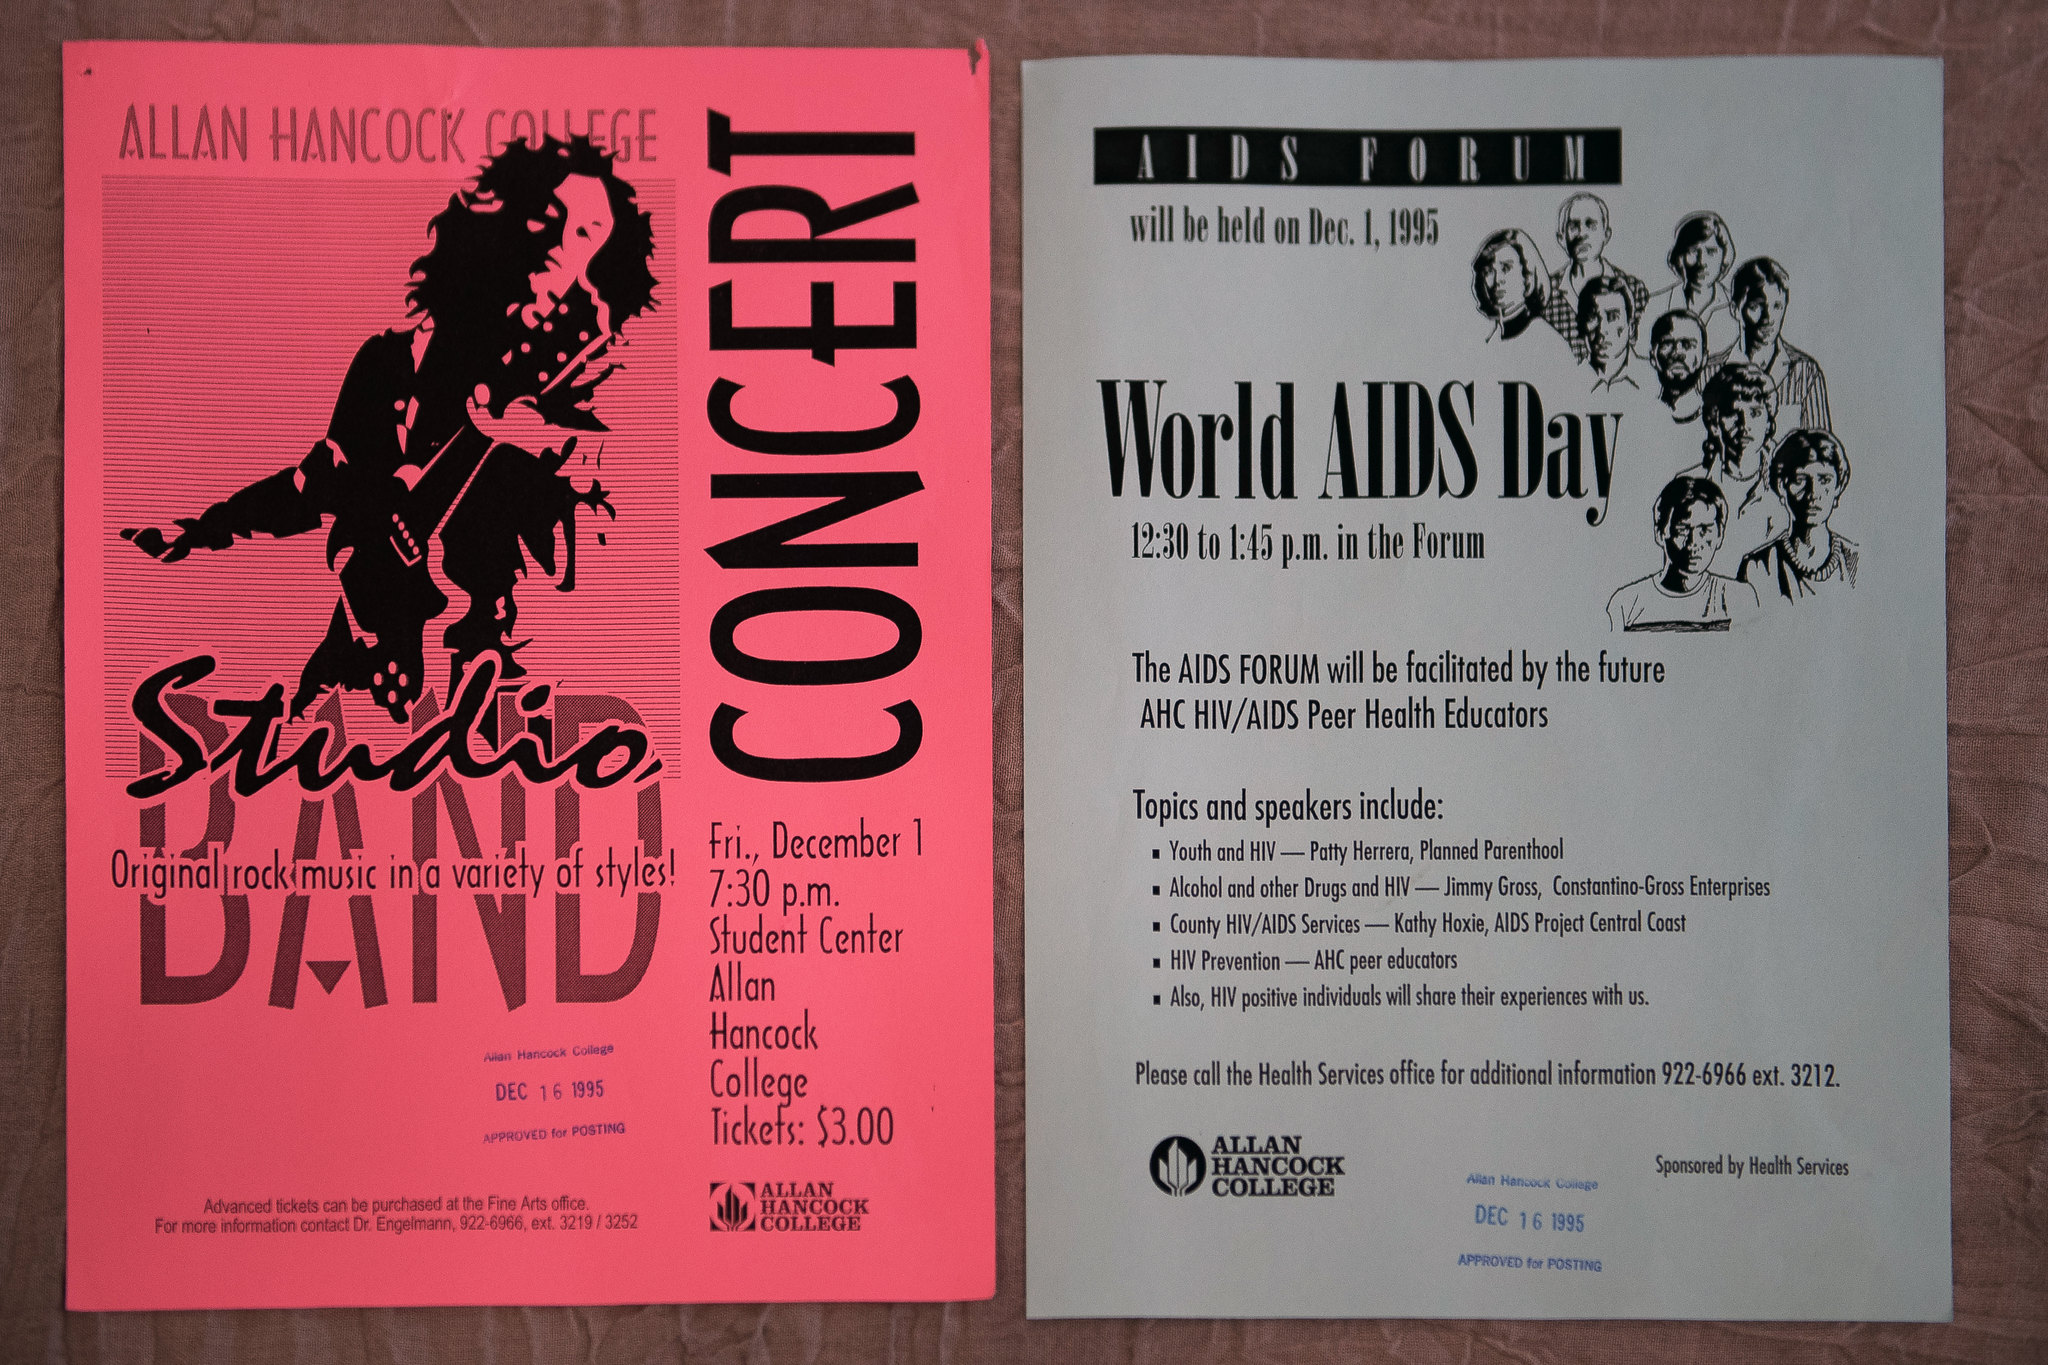 ALLAN HANCOCK COLLEGE
CONCERT
Studio
BAND
Original rock music in a variety of styles!
Fri., December 1
7:30 p.m.
Student Center
Allan
Hancock
College
Tickets: $3.00
Allan Hancock College
DEC 16 1995
APPROVED for POSTING
Advanced tickets can be purchased at the Fine Arts office.
For more information contact Dr. Engelmann, 922-6966, ext. 3219 / 3252
ALLAN
HANCOCK
COLLEGE
AIDS FORUM
will be held on Dec. 1, 1995
World AIDS Day
12:30 to 1:45 p.m. in the Forum
The AIDS FORUM will be facilitated by the future
AHC HIV/AIDS Peer Health Educators
Topics and speakers include:
▪ Youth and HIV — Patty Herrera, Planned Parenthool
▪ Alcohol and other Drugs and HIV — Jimmy Gross, Constantino-Gross Enterprises
▪ County HIV/AIDS Services — Kathy Hoxie, AIDS Project Central Coast
▪ HIV Prevention — AHC peer educators
▪ Also, HIV positive individuals will share their experiences with us.
Please call the Health Services office for additional information 922-6966 ext. 3212.
ALLAN
HANCOCK
COLLEGE
Sponsored by Health Services
Allan Hancock College
DEC 16 1995
APPROVED for POSTING